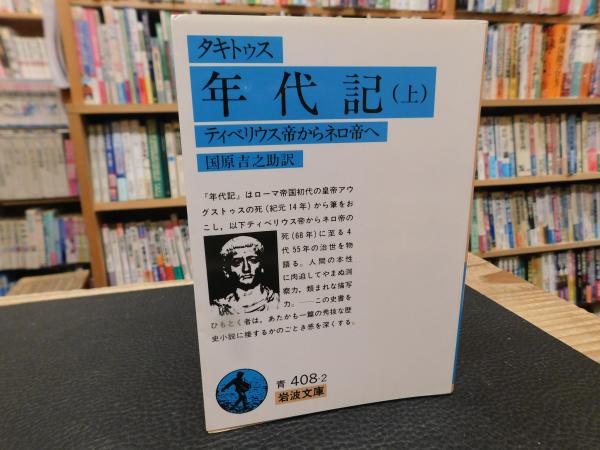 タキトゥス
年代記(上)
ティベリウス帝からネロ帝へ
国原吉之助訳
「年代記」はローマ帝国初代の皇帝アウ
グストゥスの死(紀元14年)から筆をお
こし,以下ティベリウス帝からネロ帝の
死(68年)に至る4
代55年の治世を物
語る。人間の本性
に肉迫してやまぬ洞
察力,類まれな描写
力。――この史書を
ひもとく者は,あたかも一篇の秀抜な歴
史小説に接するかのごとき感を深くする。
青 408-2
岩波文庫